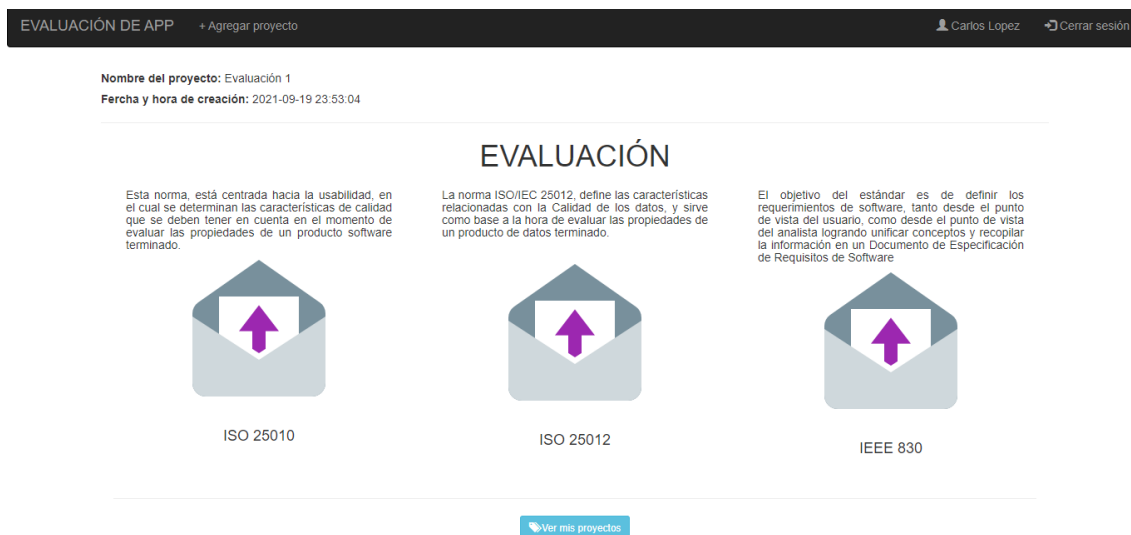 EVALUACIÓN DE APP + Agregar proyecto Carlos Lopez Cerrar sesión
Nombre del proyecto: Evaluación 1
Fercha y hora de creación: 2021-09-19 23:53:04
EVALUACIÓN
Esta norma, está centrada hacia la usabilidad, en
el cual se determinan las características de calidad
que se deben tener en cuenta en el momento de
evaluar las propiedades de un producto software
terminado.
La norma ISO/IEC 25012, define las características
relacionadas con la Calidad de los datos, y sirve
como base a la hora de evaluar las propiedades de
un producto de datos terminado.
El objetivo del estándar es de definir los
requerimientos de software, tanto desde el punto
de vista del usuario, como desde el punto de vista
del analista logrando unificar conceptos y recopilar
la información en un Documento de Especificación
de Requisitos de Software
ISO 25010
ISO 25012
IEEE 830
Ver mis proyectos